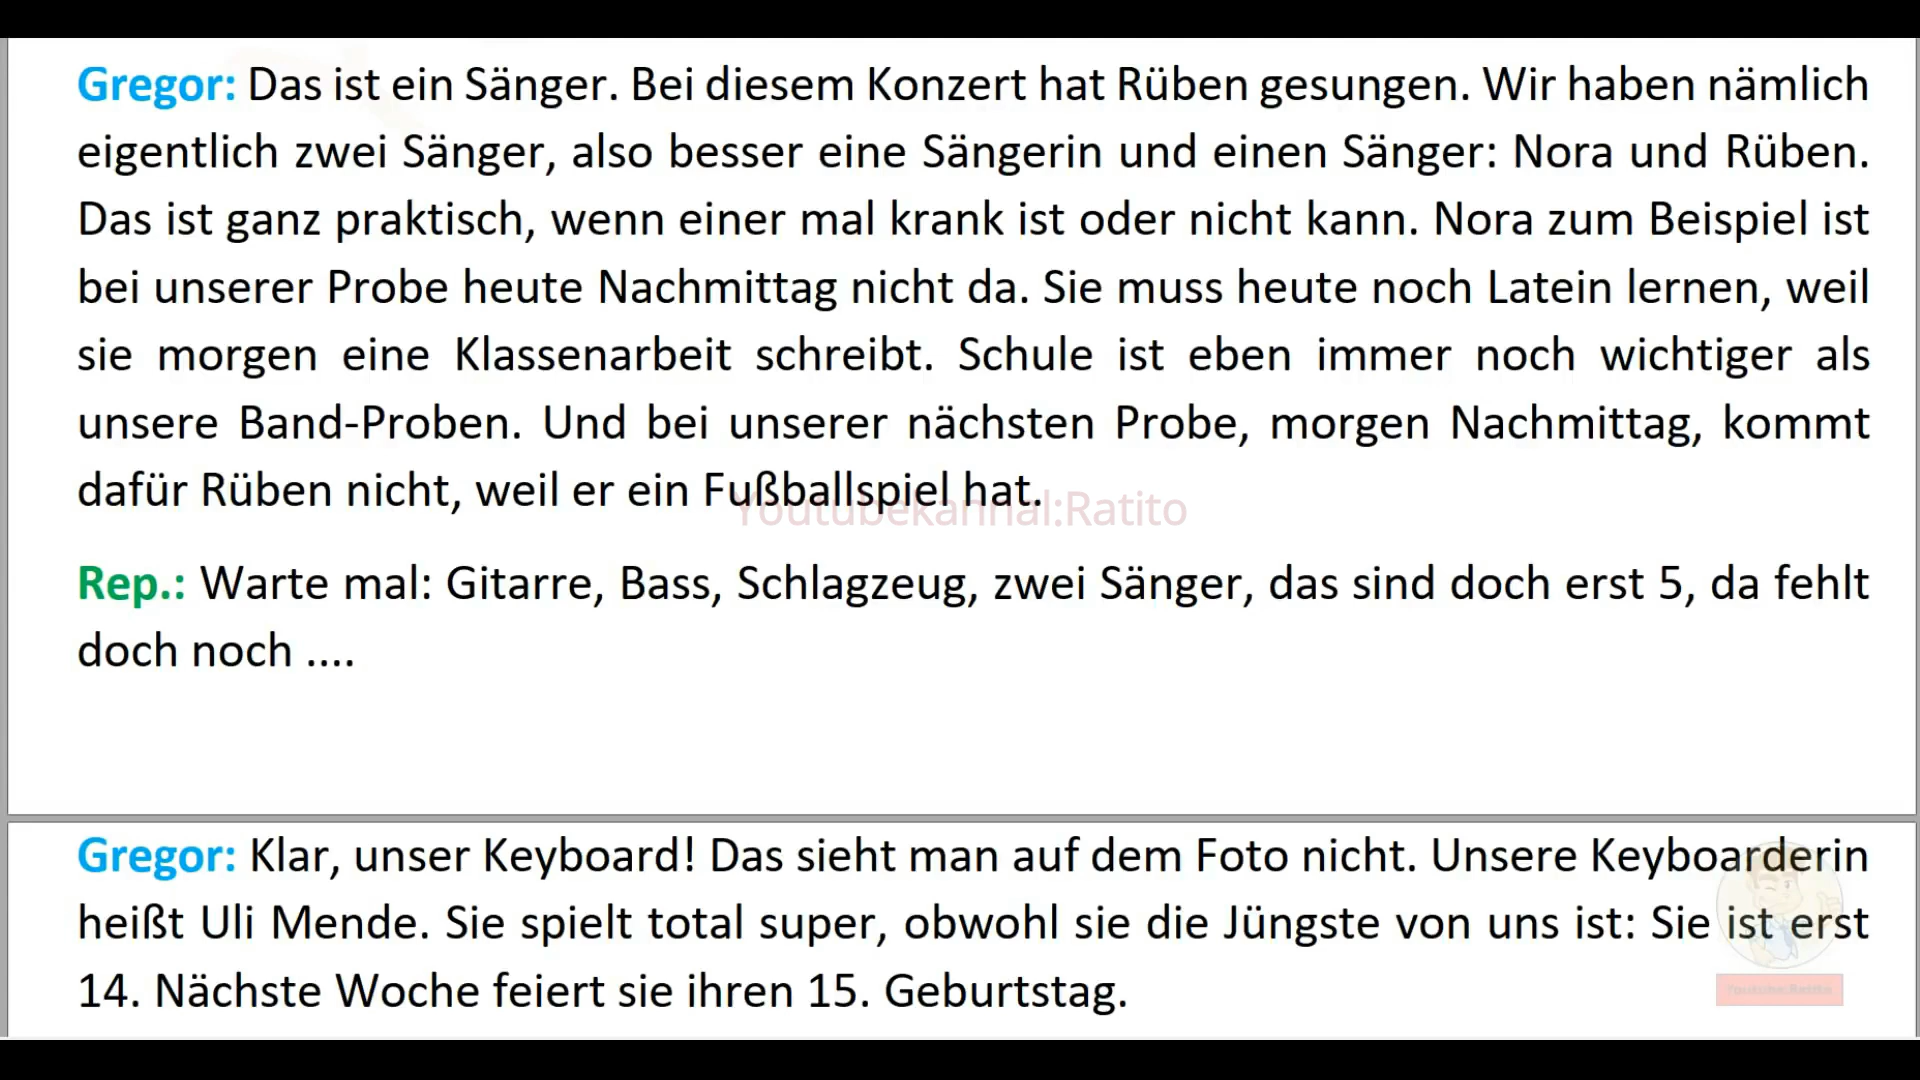 Gregor: Das ist ein Sänger. Bei diesem Konzert hat Rüben gesungen. Wir haben nämlich
eigentlich zwei Sänger, also besser eine Sängerin und einen Sänger: Nora und Rüben.
Das ist ganz praktisch, wenn einer mal krank ist oder nicht kann. Nora zum Beispiel ist
bei unserer Probe heute Nachmittag nicht da. Sie muss heute noch Latein lernen, weil
sie morgen eine Klassenarbeit schreibt. Schule ist eben immer noch wichtiger als
unsere Band-Proben. Und bei unserer nächsten Probe, morgen Nachmittag, kommt
dafür Rüben nicht, weil er ein Fußballspiel hat.
Youtubekannal:Ratito
Rep.: Warte mal: Gitarre, Bass, Schlagzeug, zwei Sänger, das sind doch erst 5, da fehlt
doch noch ....
Gregor: Klar, unser Keyboard! Das sieht man auf dem Foto nicht. Unsere Keyboarderin
heißt Uli Mende. Sie spielt total super, obwohl sie die Jüngste von uns ist: Sie ist erst
14. Nächste Woche feiert sie ihren 15. Geburtstag.
Youtube:Ratito